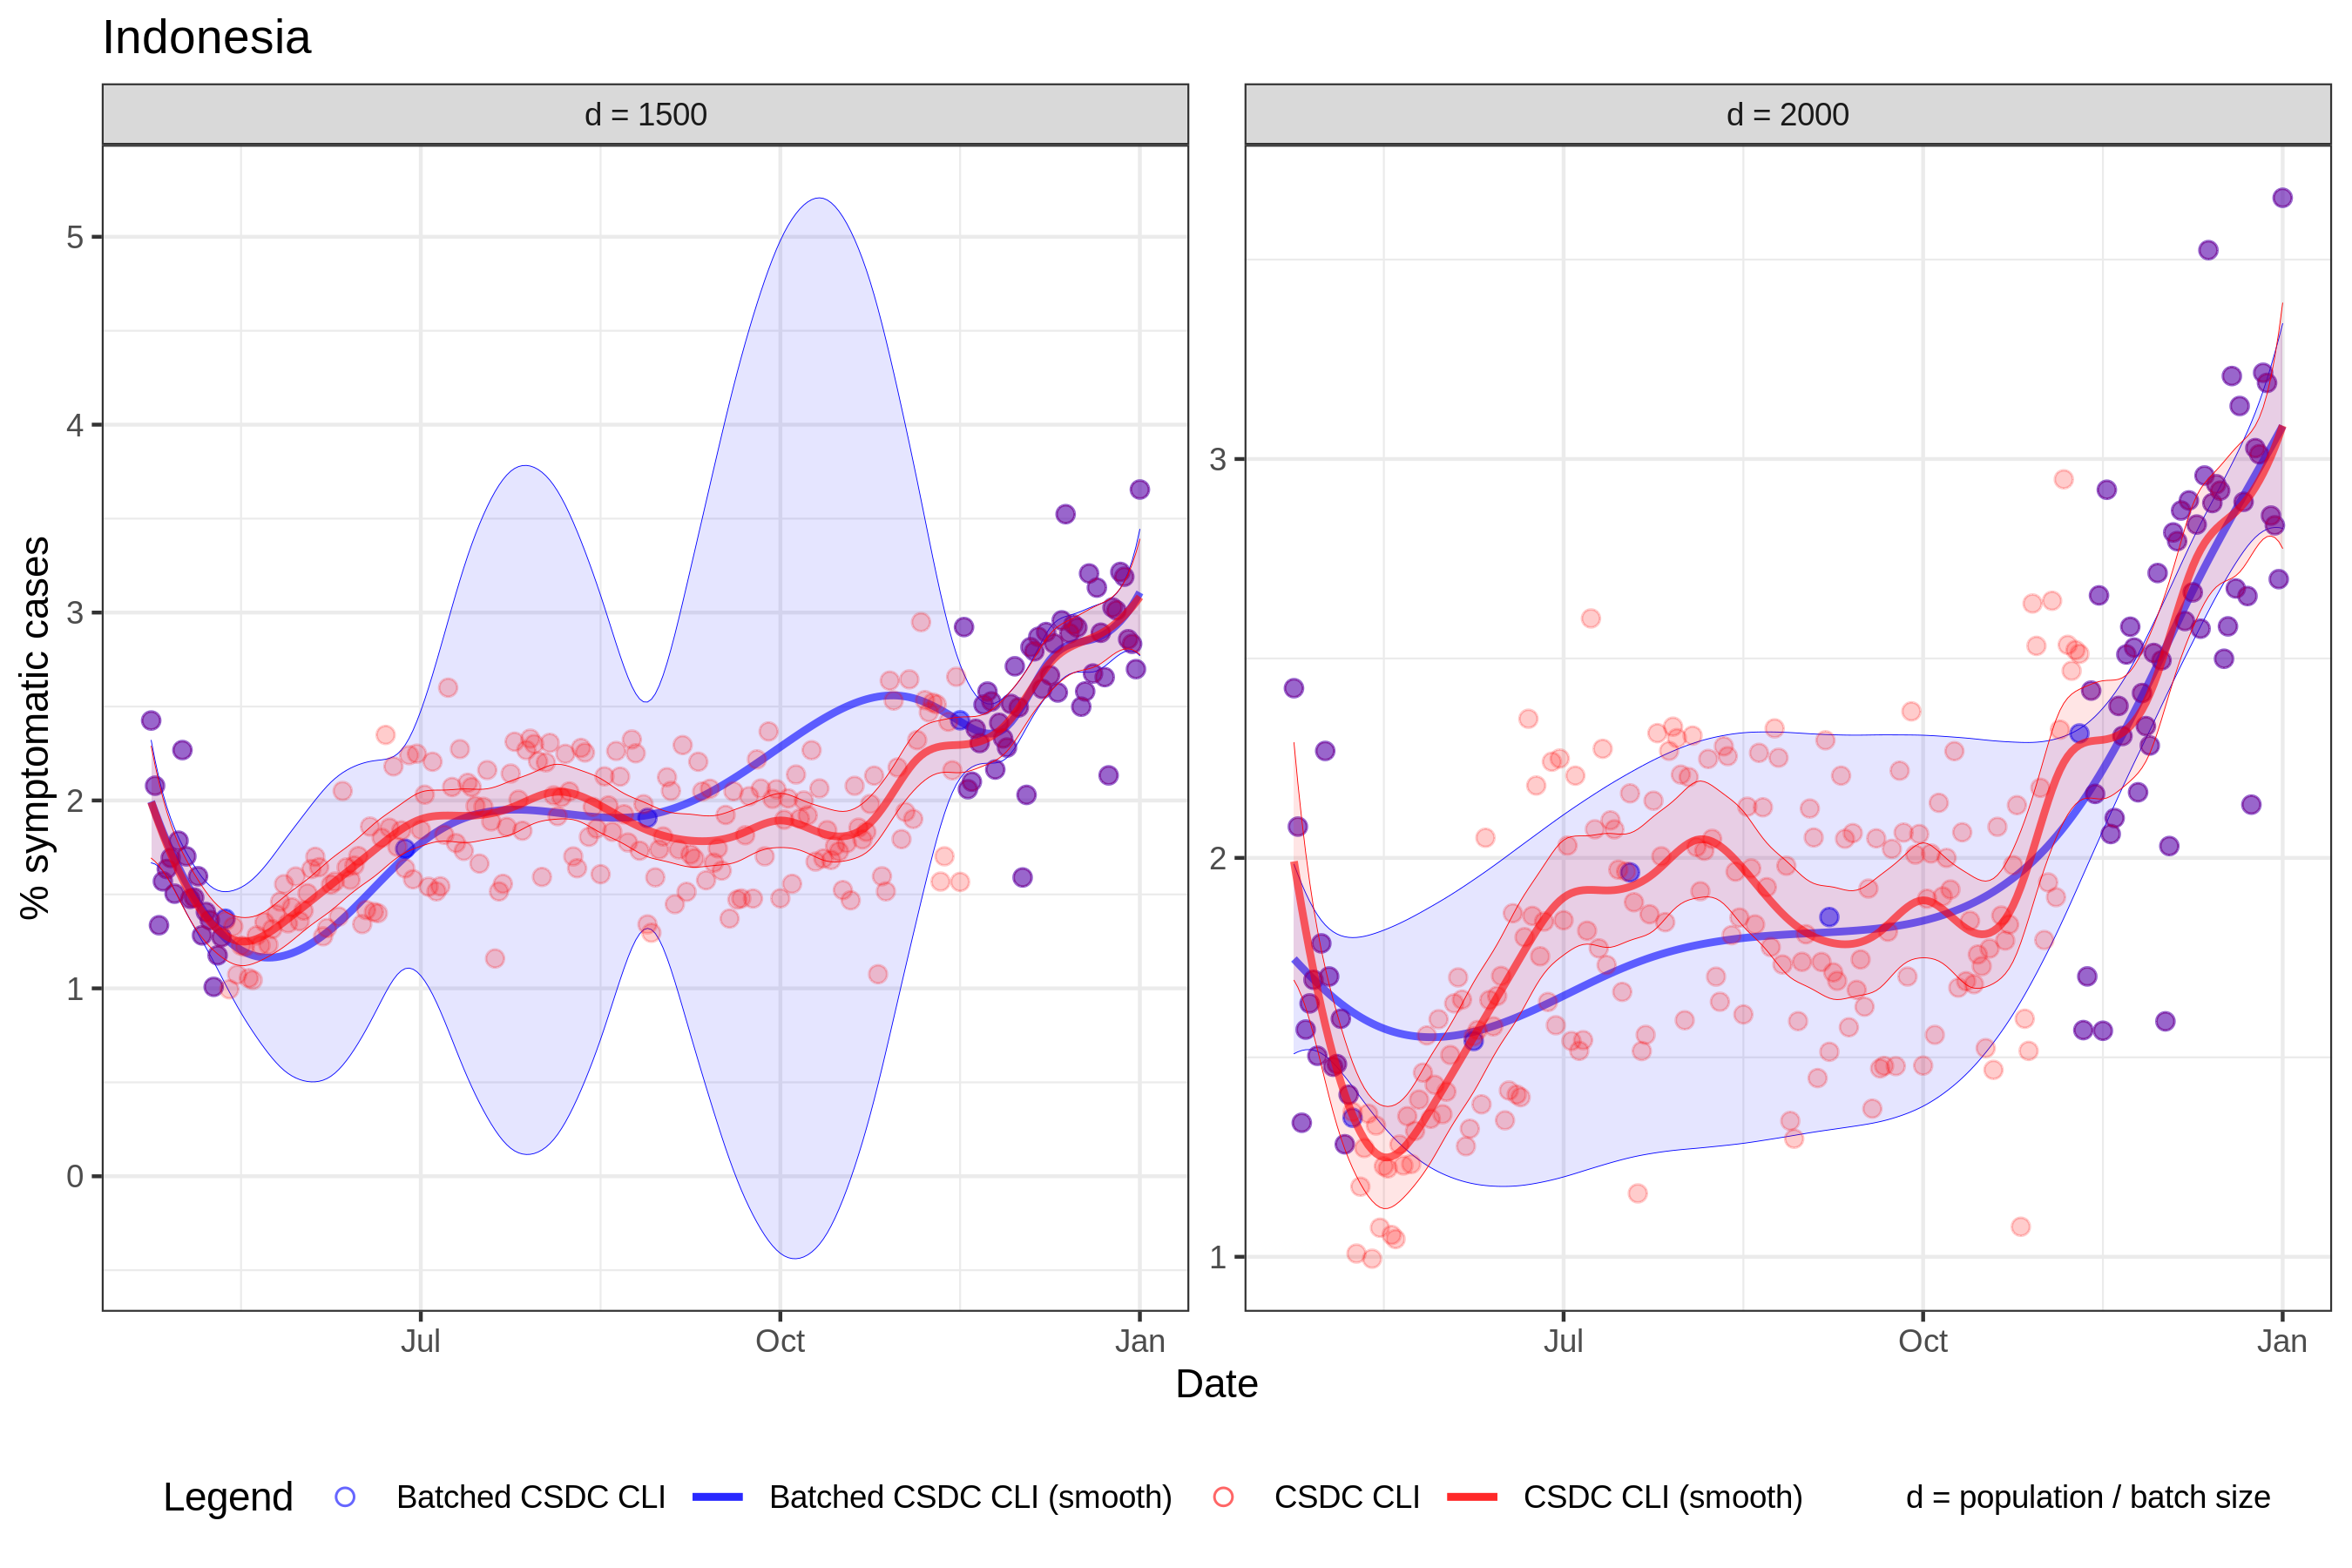 Indonesia
d = 1500
d = 2000
% symptomatic cases
5
4
3
2
1
0
3
2
1
Jul
Oct
Jan
Jul
Oct
Jan
Date
Legend
Batched CSDC CLI
Batched CSDC CLI (smooth)
CSDC CLI
CSDC CLI (smooth)
d = population / batch size